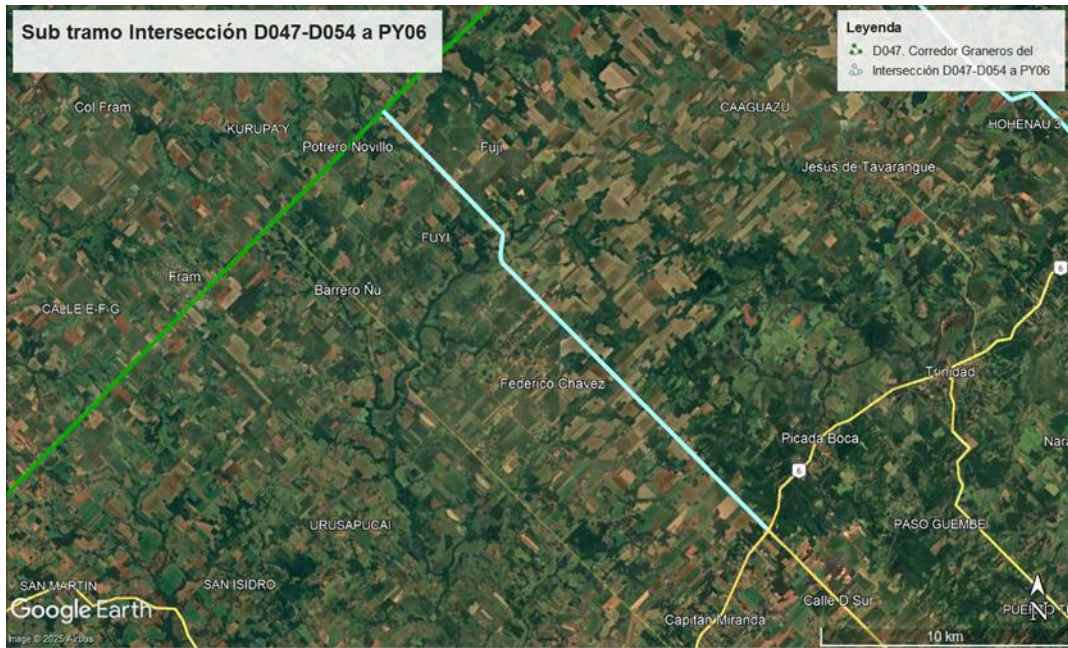 Sub tramo Intersección D047-D054 a PY06
Leyenda
D047. Corredor Graneros del
Intersección D047-D054 a PY06
Col Fram
KURUPA'Y
Potrero Novillo
Fuji
CAAGUAZÚ
HOHENAU 3
Jesús de Tavarangue
FUYI
Fram
Barrero Ñu
CALLE E-F-G
6
Federico Chavez
Trinidad
Picada Boca
6
URUSAPUCAI
PASO GUEMBE
SAN MARTIN
SAN ISIDRO
Calle D Sur
Capitán Miranda
N
Google Earth
Image © 2025 Airbus
10 km